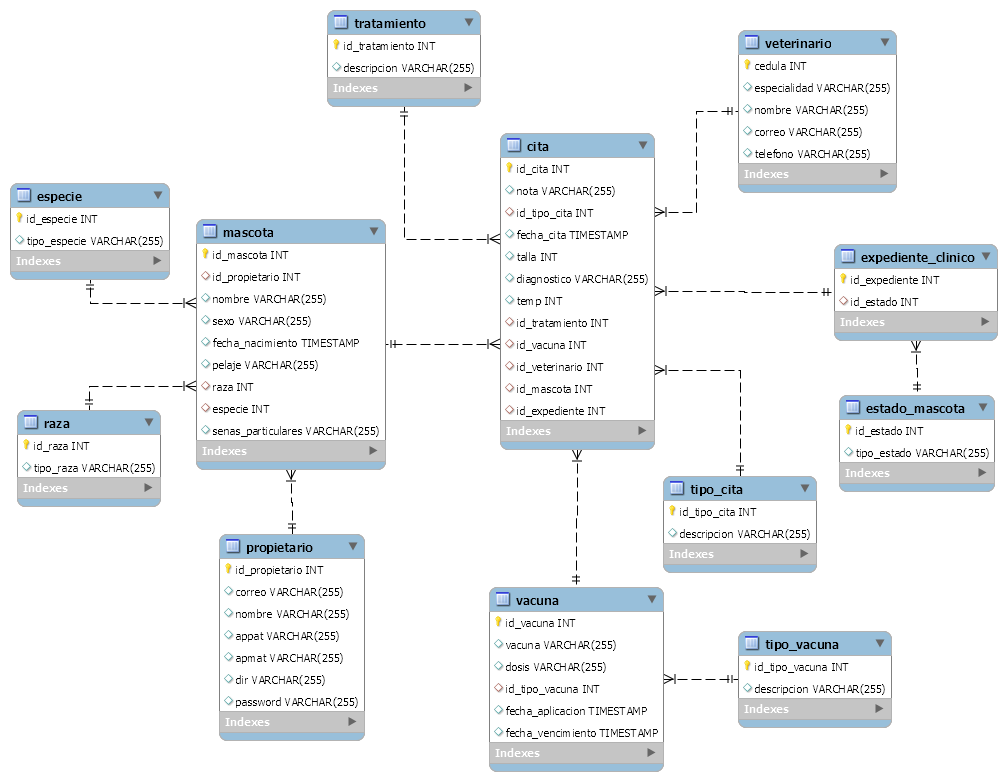 tratamiento
id_tratamiento INT
descripcion VARCHAR(255)
Indexes
veterinario
cedula INT
especialidad VARCHAR(255)
nombre VARCHAR(255)
correo VARCHAR(255)
telefono VARCHAR(255)
Indexes
cita
id_cita INT
nota VARCHAR(255)
id_tipo_cita INT
fecha_cita TIMESTAMP
talla INT
diagnostico VARCHAR(255)
temp INT
id_tratamiento INT
id_vacuna INT
id_veterinario INT
id_mascota INT
id_expediente INT
Indexes
especie
id_especie INT
tipo_especie VARCHAR(255)
Indexes
mascota
id_mascota INT
id_propietario INT
nombre VARCHAR(255)
sexo VARCHAR(255)
fecha_nacimiento TIMESTAMP
pelaje VARCHAR(255)
raza INT
especie INT
senas_particulares VARCHAR(255)
Indexes
expediente_clinico
id_expediente INT
id_estado INT
Indexes
raza
id_raza INT
tipo_raza VARCHAR(255)
Indexes
estado_mascota
id_estado INT
tipo_estado VARCHAR(255)
Indexes
tipo_cita
id_tipo_cita INT
descripcion VARCHAR(255)
Indexes
propietario
id_propietario INT
correo VARCHAR(255)
nombre VARCHAR(255)
appat VARCHAR(255)
apmat VARCHAR(255)
dir VARCHAR(255)
password VARCHAR(255)
Indexes
vacuna
id_vacuna INT
vacuna VARCHAR(255)
dosis VARCHAR(255)
id_tipo_vacuna INT
fecha_aplicacion TIMESTAMP
fecha_vencimiento TIMESTAMP
Indexes
tipo_vacuna
id_tipo_vacuna INT
descripcion VARCHAR(255)
Indexes